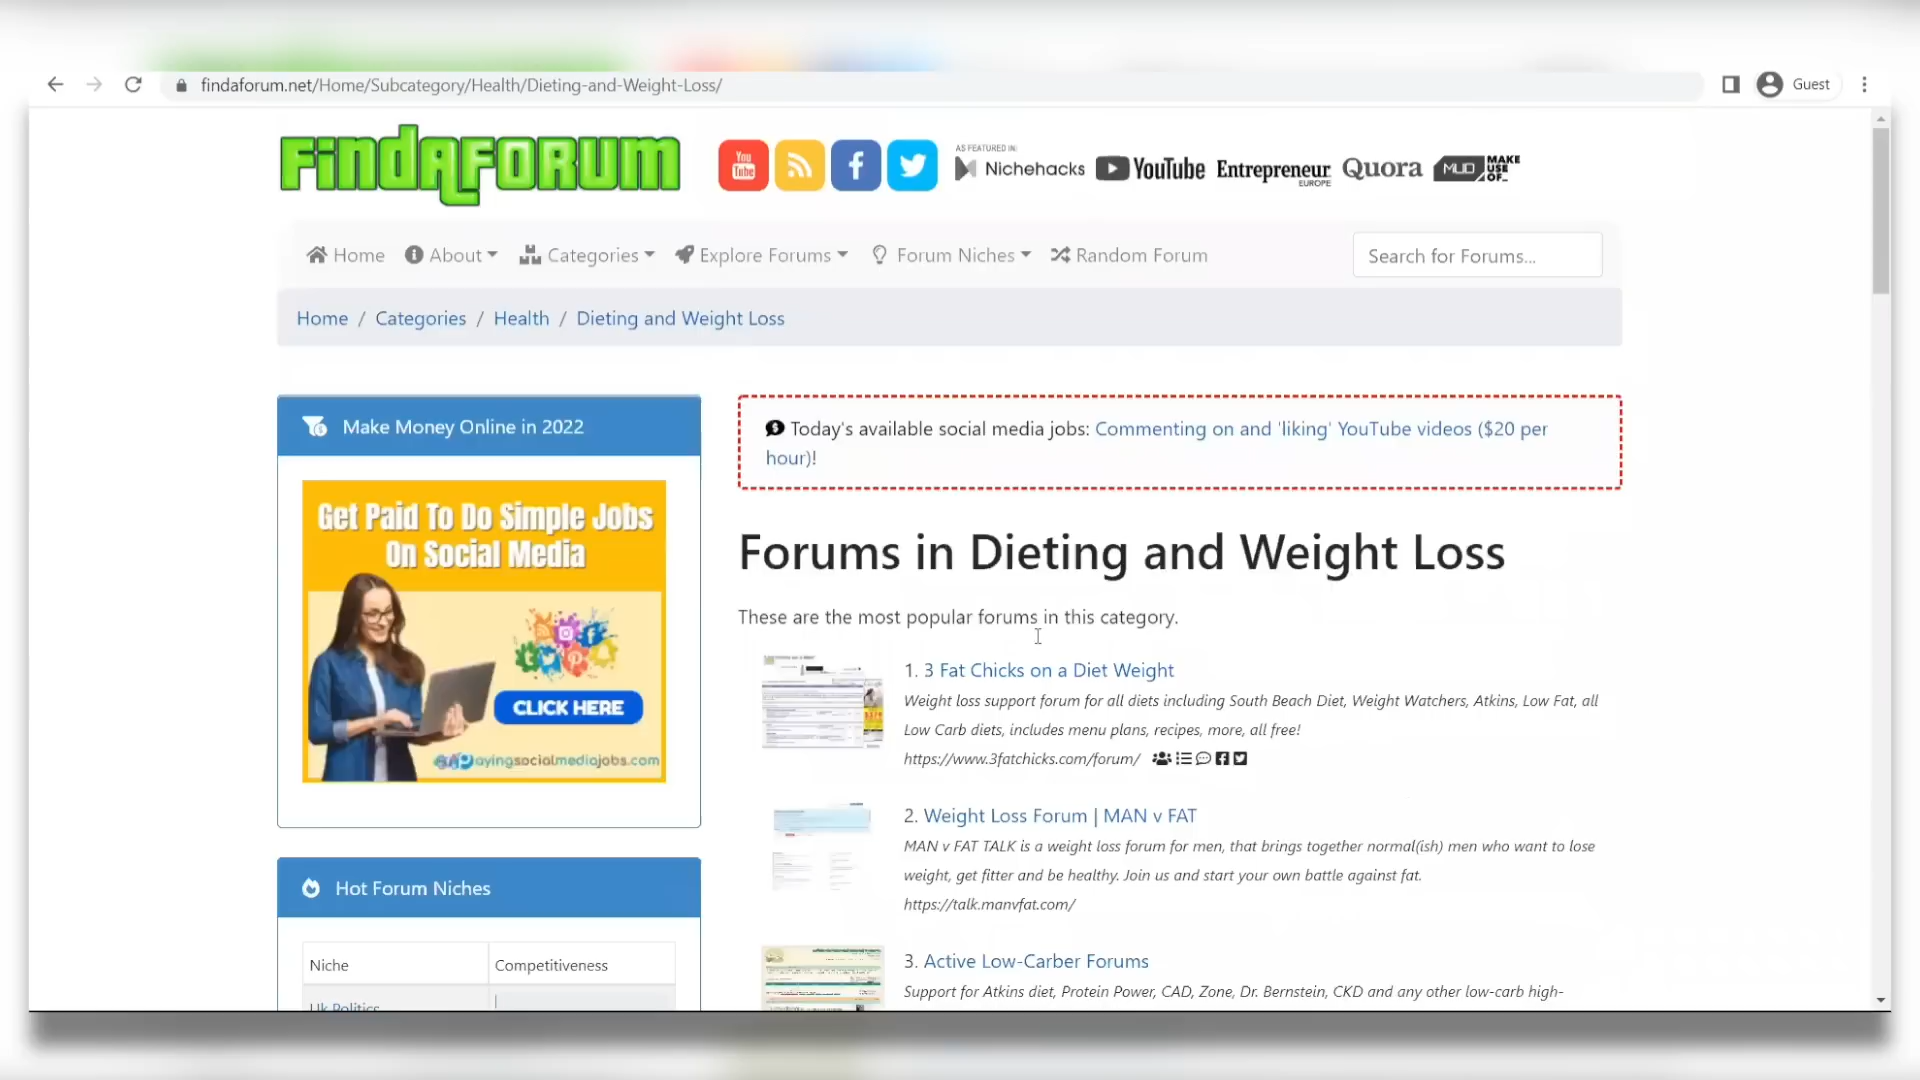 findaforum.net/Home/Subcategory/Health/Dieting-and-Weight-Loss/
Guest
FindAForum
You Tube
AS FEATURED IN:
Nichehacks
YouTube
Entrepreneur
EUROPE
Quora
MUO
MAKE
USE
OF_
Home
About
Categories
Explore Forums
Forum Niches
Random Forum
Search for Forums...
Home / Categories / Health / Dieting and Weight Loss
Make Money Online in 2022
Get Paid To Do Simple Jobs
On Social Media
CLICK HERE
ayingsocialmediajobs.com
Today's available social media jobs: Commenting on and 'liking' YouTube videos ($20 per
hour)!
Forums in Dieting and Weight Loss
These are the most popular forums in this category.
1. 3 Fat Chicks on a Diet Weight
Weight loss support forum for all diets including South Beach Diet, Weight Watchers, Atkins, Low Fat, all
Low Carb diets, includes menu plans, recipes, more, all free!
https://www.3fatchicks.com/forum/
2. Weight Loss Forum | MAN v FAT
MAN v FAT TALK is a weight loss forum for men, that brings together normal(ish) men who want to lose
weight, get fitter and be healthy. Join us and start your own battle against fat.
https://talk.manvfat.com/
3. Active Low-Carber Forums
Support for Atkins diet, Protein Power, CAD, Zone, Dr. Bernstein, CKD and any other low-carb high-
Hot Forum Niches
Niche
Competitiveness
Uk Politics